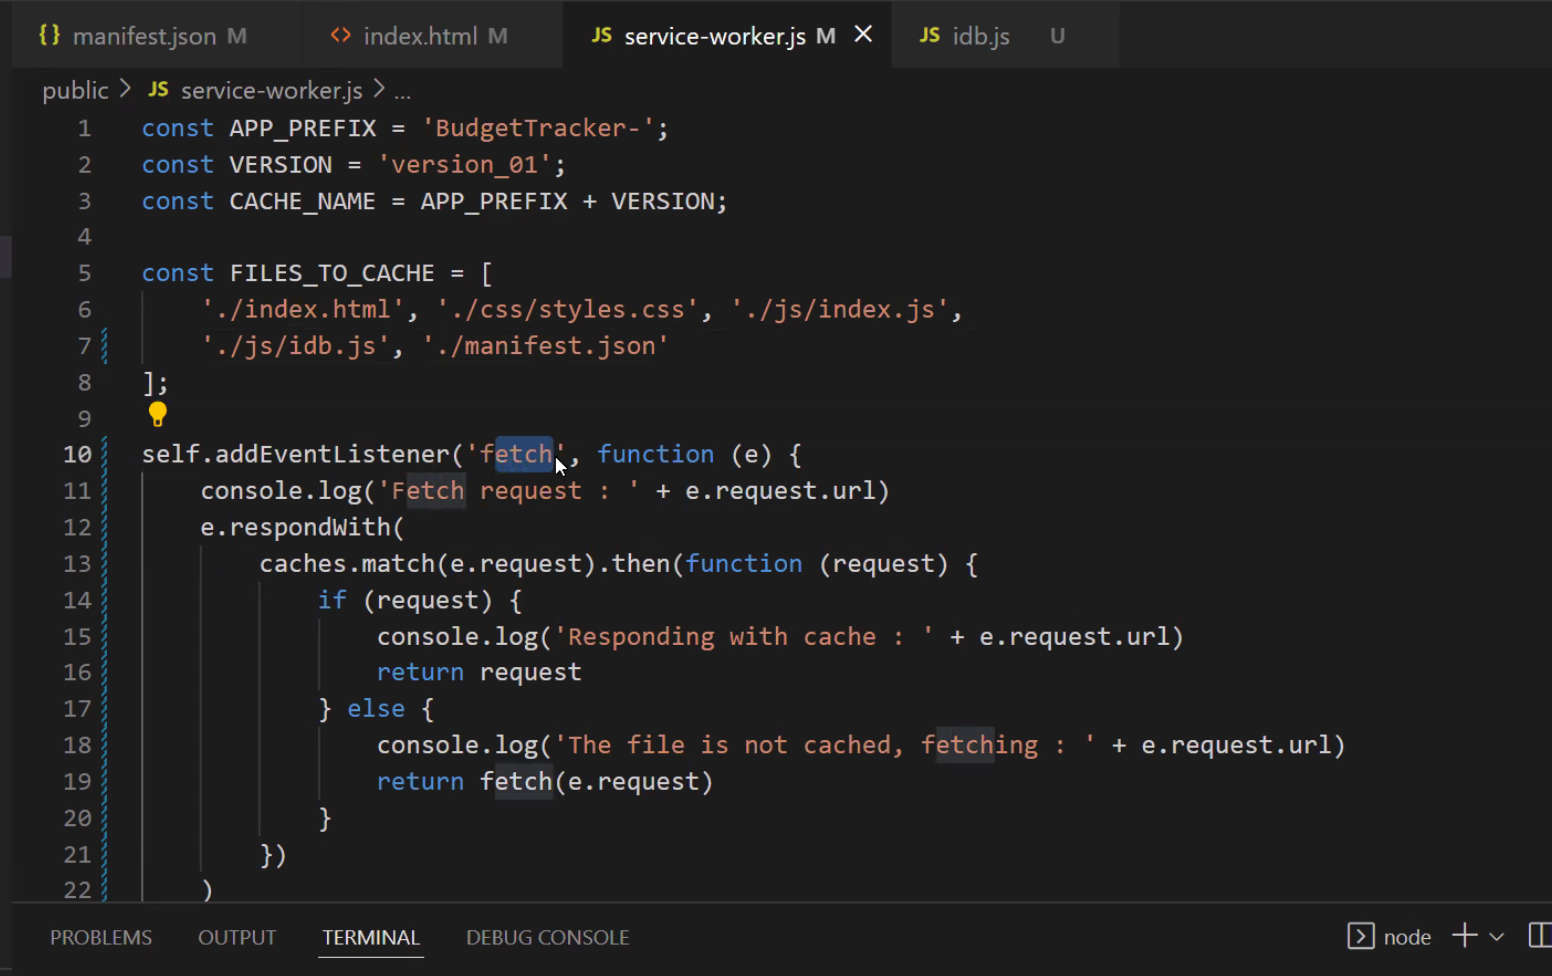 {} manifest.json M <> index.html M JS service-worker.js M × JS idb.js U
public > JS service-worker.js > ...
1 const APP_PREFIX = 'BudgetTracker-';
2 const VERSION = 'version_01';
3 const CACHE_NAME = APP_PREFIX + VERSION;
4
5 const FILES_TO_CACHE = [
6 './index.html', './css/styles.css', './js/index.js',
7 './js/idb.js', './manifest.json'
8 ];
9
10 self.addEventListener('fetch', function (e) {
11 console.log('Fetch request : ' + e.request.url)
12 e.respondWith(
13 caches.match(e.request).then(function (request) {
14 if (request) {
15 console.log('Responding with cache : ' + e.request.url)
16 return request
17 } else {
18 console.log('The file is not cached, fetching : ' + e.request.url)
19 return fetch(e.request)
20 }
21 })
22 )
PROBLEMS OUTPUT TERMINAL DEBUG CONSOLE node